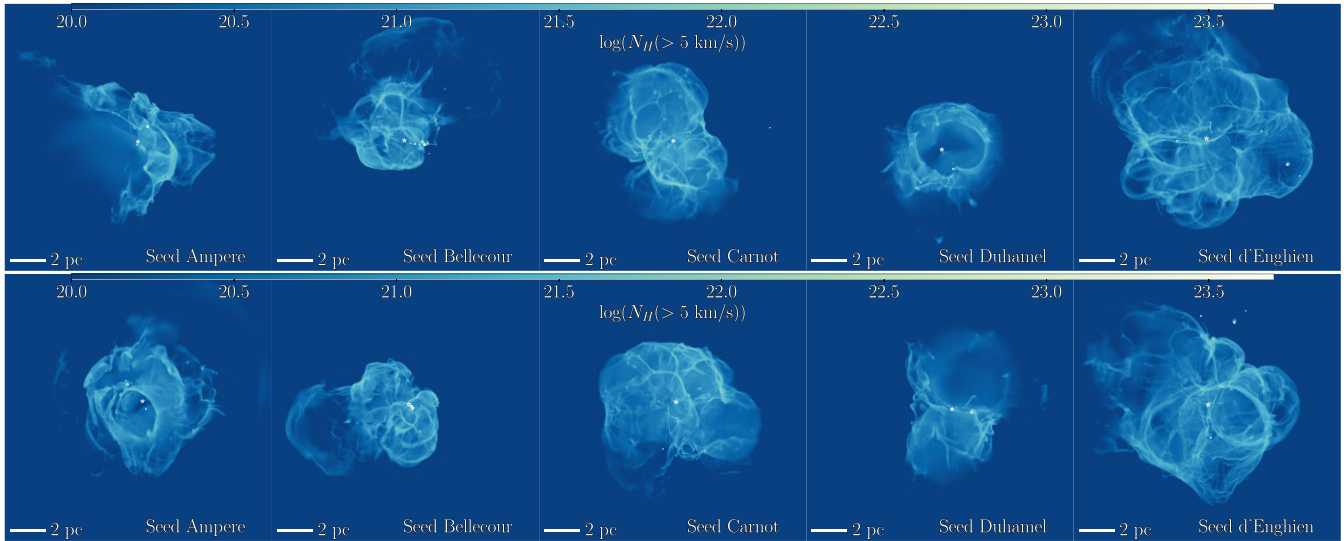 20.0 20.5 21.0 21.5 22.0 22.5 23.0 23.5
log(N_H(> 5 km/s))
2 pc Seed Ampere 2 pc Seed Bellecour 2 pc Seed Carnot 2 pc Seed Duhamel 2 pc Seed d'Enghien
20.0 20.5 21.0 21.5 22.0 22.5 23.0 23.5
log(N_H(> 5 km/s))
2 pc Seed Ampere 2 pc Seed Bellecour 2 pc Seed Carnot 2 pc Seed Duhamel 2 pc Seed d'Enghien